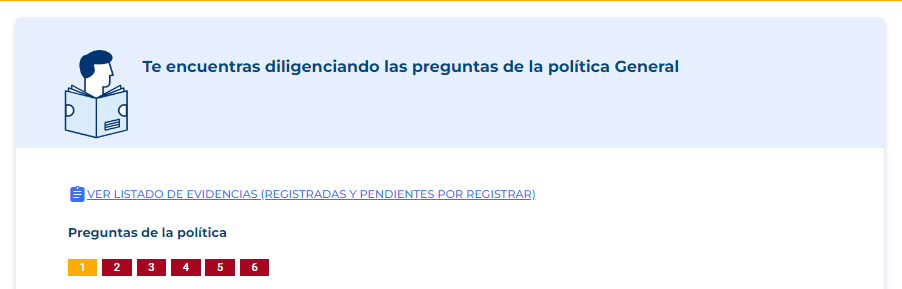 Te encuentras diligenciando las preguntas de la política General
VER LISTADO DE EVIDENCIAS (REGISTRADAS Y PENDIENTES POR REGISTRAR)
Preguntas de la política
1 2 3 4 5 6